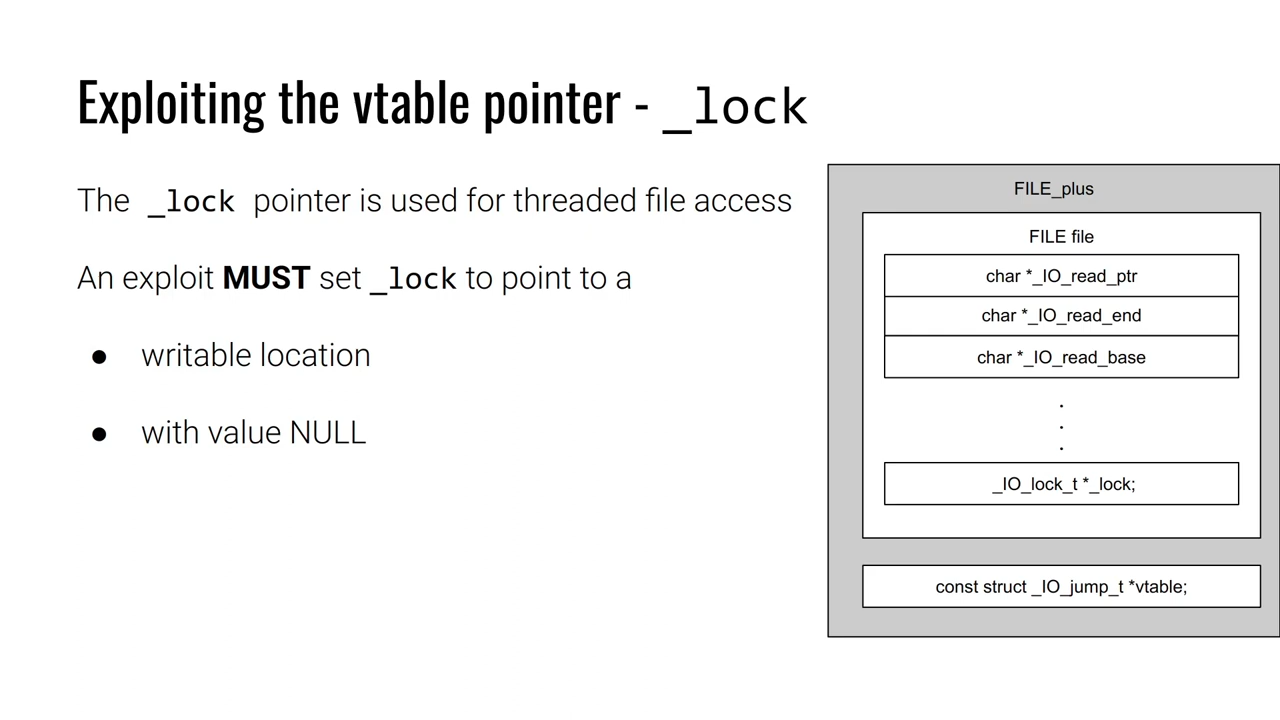 Exploiting the vtable pointer - _lock
The _lock pointer is used for threaded file access
An exploit MUST set _lock to point to a
● writable location
● with value NULL
FILE_plus
FILE file
char *_IO_read_ptr
char *_IO_read_end
char *_IO_read_base
.
.
.
_IO_lock_t *_lock;
const struct _IO_jump_t *vtable;